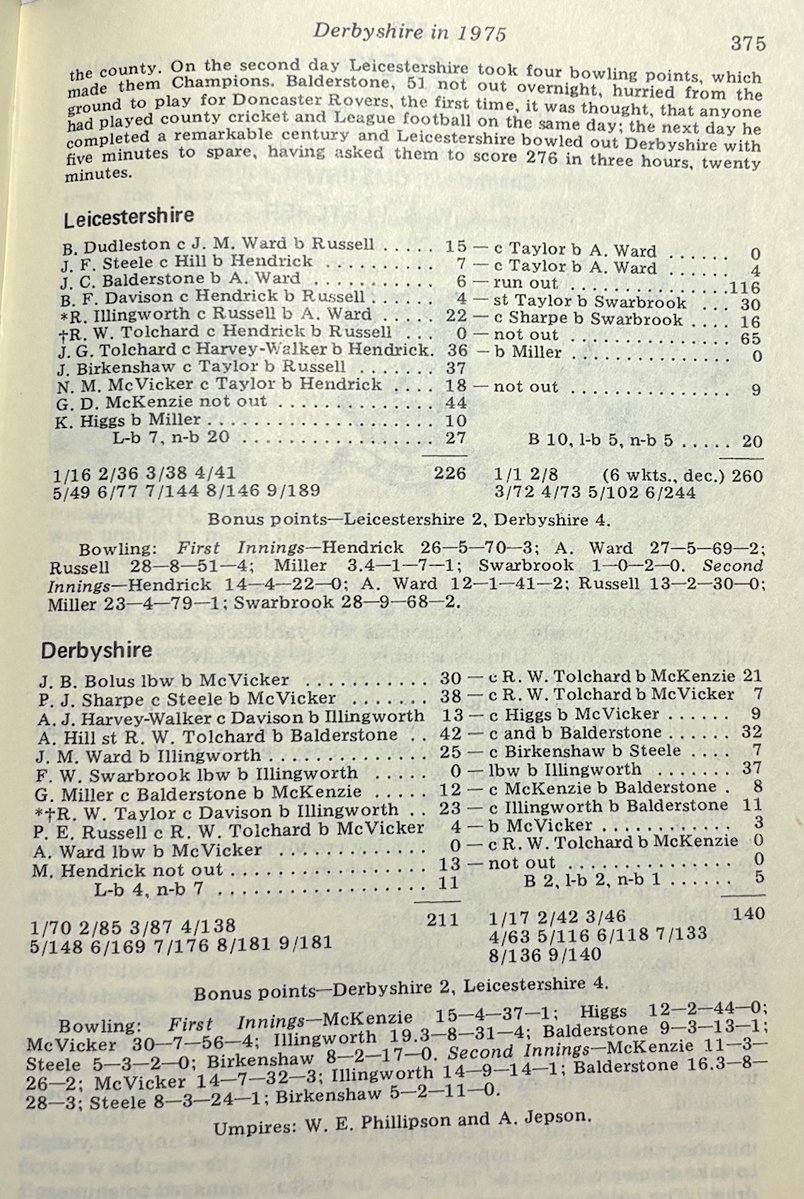 Derbyshire in 1975
375
the county. On the second day Leicestershire took four bowling points, which
made them Champions. Balderstone, 51 not out overnight, hurried from the
ground to play for Doncaster Rovers, the first time, it was thought, that anyone
had played county cricket and League football on the same day; the next day he
completed a remarkable century and Leicestershire bowled out Derbyshire with
five minutes to spare, having asked them to score 276 in three hours, twenty
minutes.
Leicestershire
B. Dudleston c J. M. Ward b Russell ..... 15 — c Taylor b A. Ward ...... 0
J. F. Steele c Hill b Hendrick .......... 7 — c Taylor b A. Ward ...... 4
J. C. Balderstone b A. Ward ............ 6 — run out ...............116
B. F. Davison c Hendrick b Russell ...... 4 — st Taylor b Swarbrook ... 30
*R. Illingworth c Russell b A. Ward ..... 22 — c Sharpe b Swarbrook .... 16
†R. W. Tolchard c Hendrick b Russell ... 0 — not out ............... 65
J. G. Tolchard c Harvey-Walker b Hendrick. 36 — b Miller .............. 0
J. Birkenshaw c Taylor b Russell ....... 37
N. M. McVicker c Taylor b Hendrick .... 18 — not out ............... 9
G. D. McKenzie not out .............. 44
K. Higgs b Miller .................... 10
L-b 7, n-b 20 ................. 27 B 10, l-b 5, n-b 5 ..... 20
1/16 2/36 3/38 4/41 226 1/1 2/8 (6 wkts., dec.) 260
5/49 6/77 7/144 8/146 9/189 3/72 4/73 5/102 6/244
Bonus points—Leicestershire 2, Derbyshire 4.
Bowling: First Innings—Hendrick 26—5—70—3; A. Ward 27—5—69—2;
Russell 28—8—51—4; Miller 3.4—1—7—1; Swarbrook 1—0—2—0. Second
Innings—Hendrick 14—4—22—0; A. Ward 12—1—41—2; Russell 13—2—30—0;
Miller 23—4—79—1; Swarbrook 28—9—68—2.
Derbyshire
J. B. Bolus lbw b McVicker ........... 30 — c R. W. Tolchard b McKenzie 21
P. J. Sharpe c Steele b McVicker ....... 38 — c R. W. Tolchard b McVicker 7
A. J. Harvey-Walker c Davison b Illingworth 13 — c Higgs b McVicker ...... 9
A. Hill st R. W. Tolchard b Balderstone .. 42 — c and b Balderstone ...... 32
J. M. Ward b Illingworth .............. 25 — c Birkenshaw b Steele .... 7
F. W. Swarbrook lbw b Illingworth ..... 0 — lbw b Illingworth ....... 37
G. Miller c Balderstone b McKenzie ..... 12 — c McKenzie b Balderstone . 8
*†R. W. Taylor c Davison b Illingworth .. 23 — c Illingworth b Balderstone 11
P. E. Russell c R. W. Tolchard b McVicker 4 — b McVicker ............ 3
A. Ward lbw b McVicker ............ 0 — c R. W. Tolchard b McKenzie 0
M. Hendrick not out ................. 13 — not out ............... 0
L-b 4, n-b 7 .................. 11 B 2, l-b 2, n-b 1 ...... 5
1/70 2/85 3/87 4/138 211 1/17 2/42 3/46 140
5/148 6/169 7/176 8/181 9/181 4/63 5/116 6/118 7/133
8/136 9/140
Bonus points—Derbyshire 2, Leicestershire 4.
Bowling: First Innings—McKenzie 15—4—37—1; Higgs 12—2—44—0;
McVicker 30—7—56—4; Illingworth 19.3—8—31—4; Balderstone 9—3—13—1;
Steele 5—3—2—0; Birkenshaw 8—2—17—0. Second Innings—McKenzie 11—3—
26—2; McVicker 14—7—32—3; Illingworth 14—9—14—1; Balderstone 16.3—8—
28—3; Steele 8—3—24—1; Birkenshaw 5—2—11—0.
Umpires: W. E. Phillipson and A. Jepson.